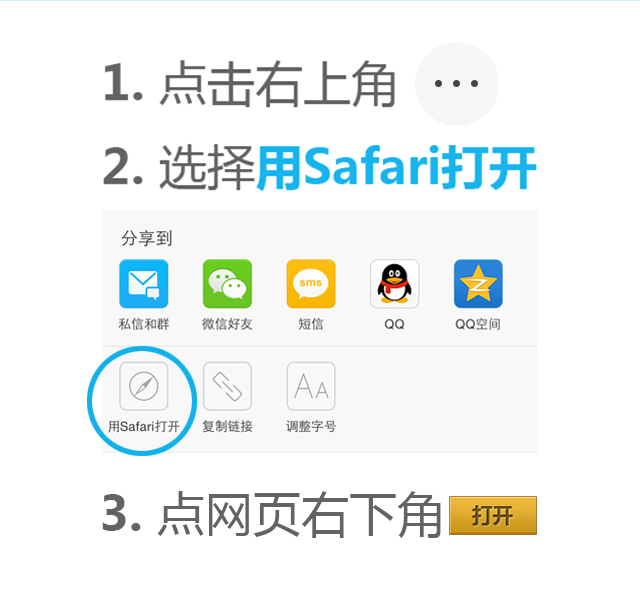 1. 点击右上角 •••
2. 选择用Safari打开
分享到
sms
私信和群 微信好友 短信 QQ QQ空间
AA
用Safari打开 复制链接 调整字号
3. 点网页右下角 打开